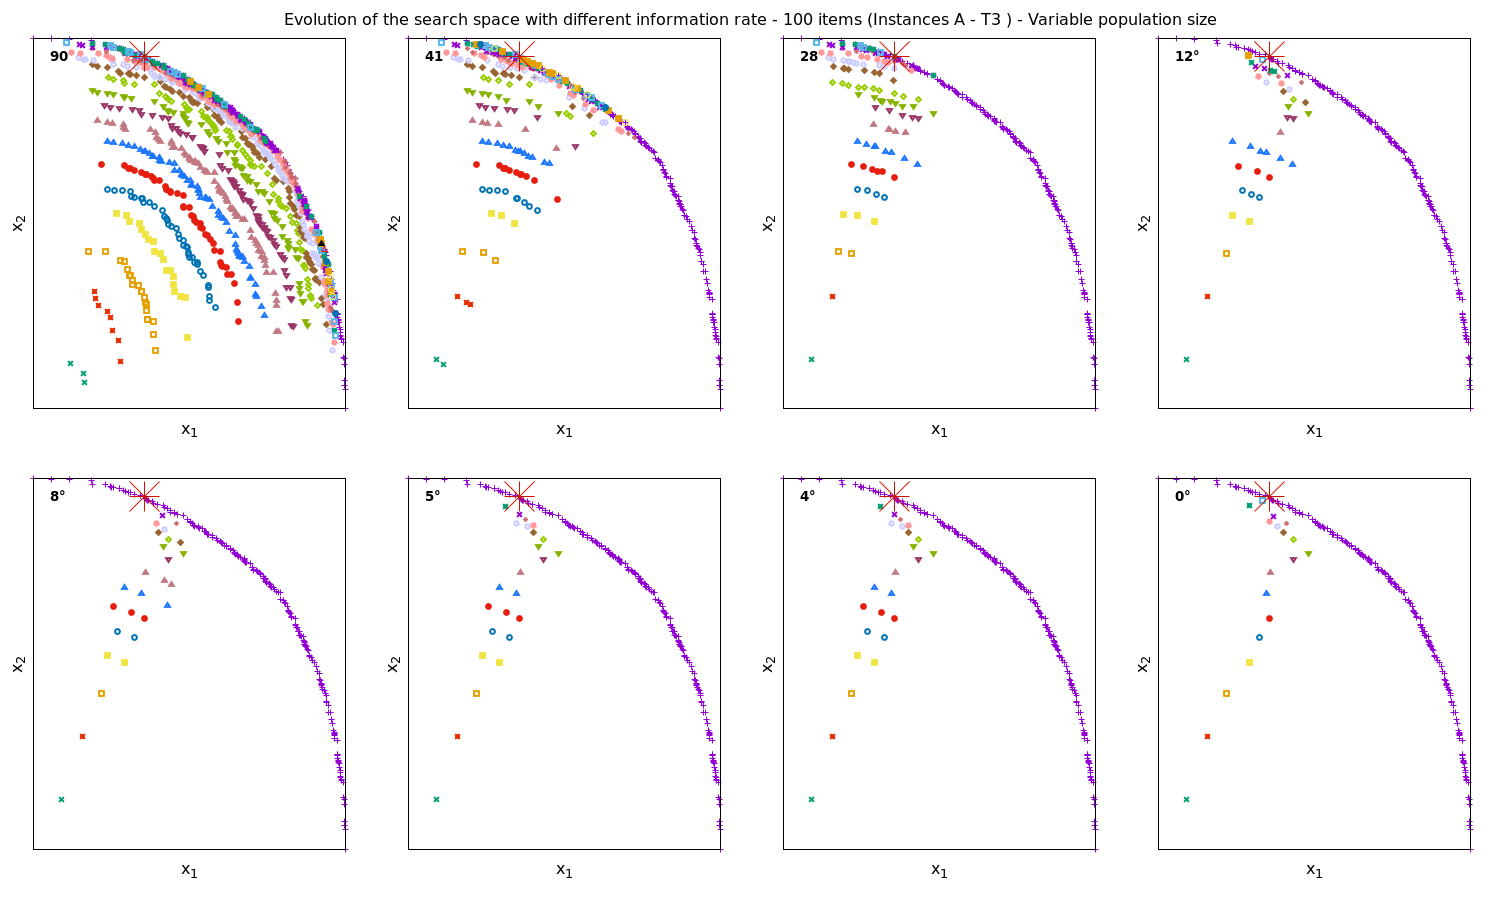 Evolution of the search space with different information rate - 100 items (Instances A - T3 ) - Variable population size
90
41
28
12°
x2
x2
x2
x2
x1
x1
x1
x1
8°
5°
4°
0°
x2
x2
x2
x2
x1
x1
x1
x1